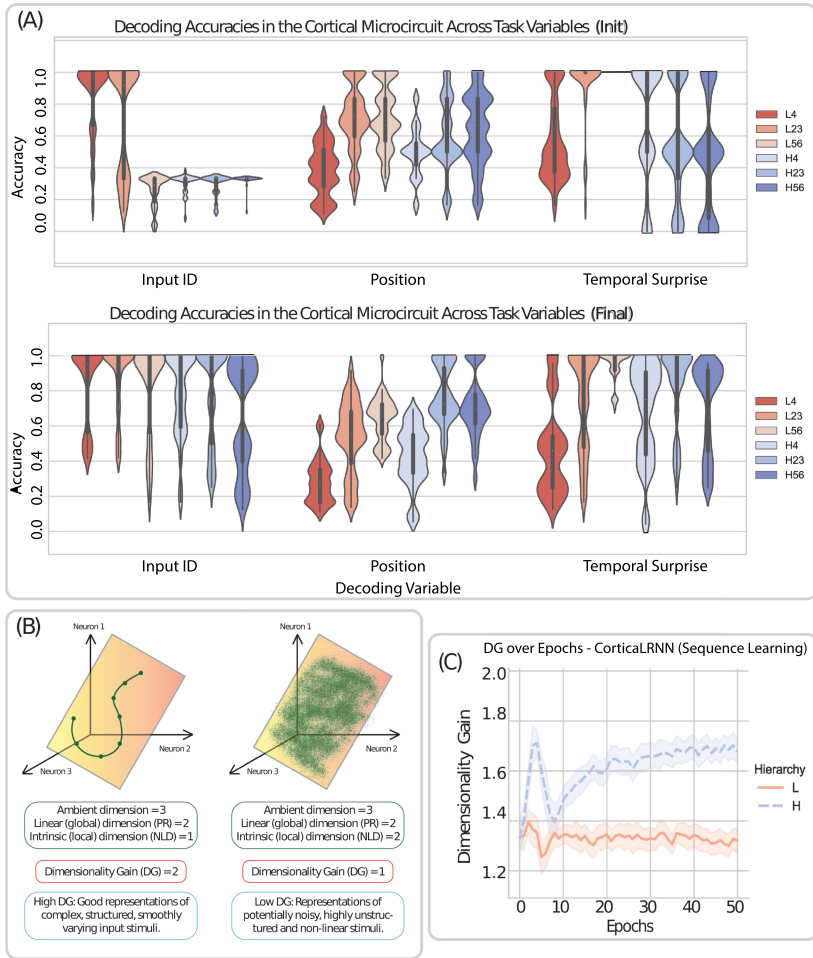 (A)
Decoding Accuracies in the Cortical Microcircuit Across Task Variables (Init)
Accuracy
1.0
0.8
0.6
0.4
0.2
0.0
L4
L23
L56
H4
H23
H56
Input ID
Position
Temporal Surprise
Decoding Accuracies in the Cortical Microcircuit Across Task Variables (Final)
Accuracy
1.0
0.8
0.6
0.4
0.2
0.0
L4
L23
L56
H4
H23
H56
Input ID
Position
Temporal Surprise
Decoding Variable
(B)
Neuron 1
Neuron 2
Neuron 3
Ambient dimension = 3
Linear (global) dimension (PR) = 2
Intrinsic (local) dimension (NLD) = 1
Dimensionality Gain (DG) = 2
High DG: Good representations of
complex, structured, smoothly
varying input stimuli.
Neuron 1
Neuron 2
Neuron 3
Ambient dimension = 3
Linear (global) dimension (PR) = 2
Intrinsic (local) dimension (NLD) = 2
Dimensionality Gain (DG) = 1
Low DG: Representations of
potentially noisy, highly unstruc-
tured and non-linear stimuli.
(C)
DG over Epochs - CorticaLRNN (Sequence Learning)
Dimensionality Gain
2.0
1.8
1.6
1.4
1.2
0
10
20
30
40
50
Epochs
Hierarchy
L
H